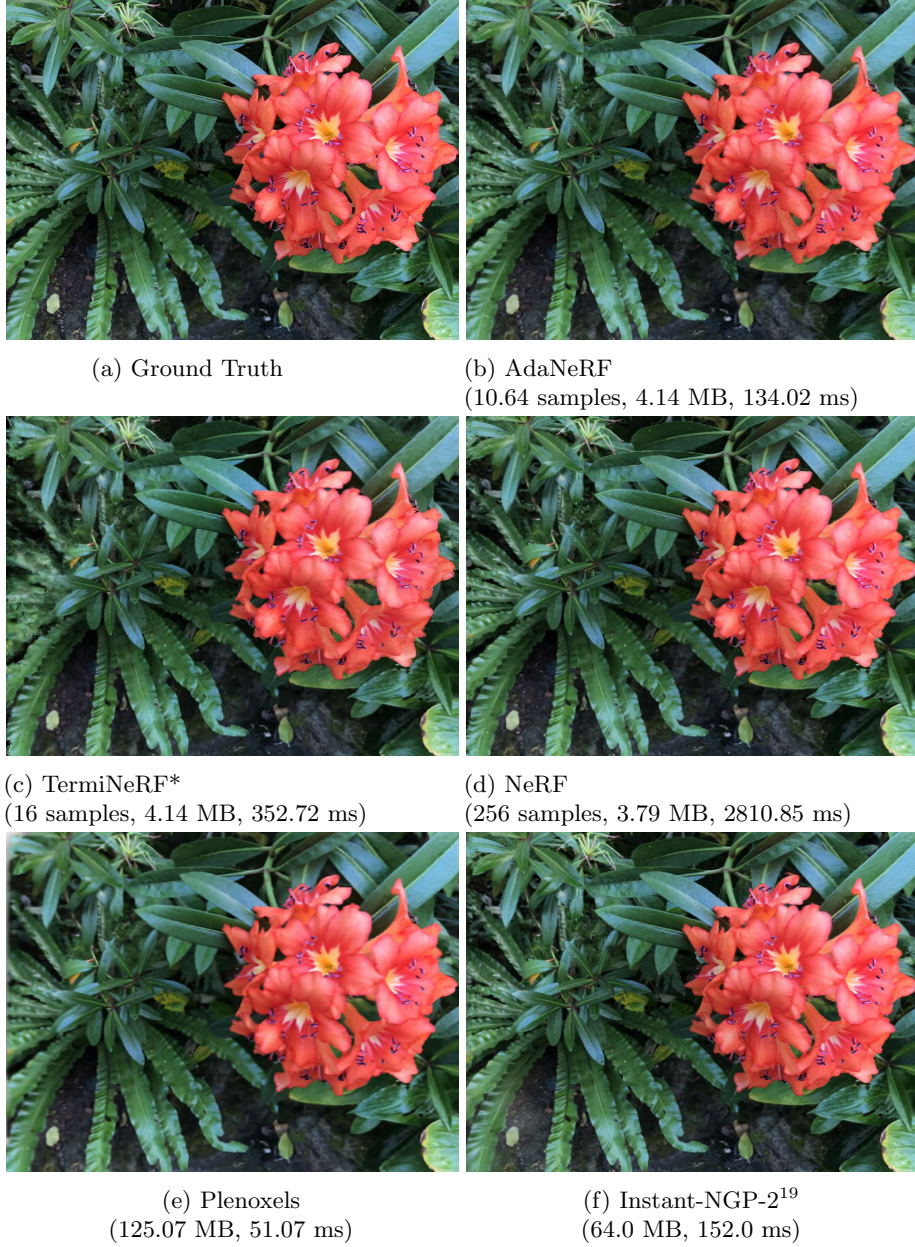 (a) Ground Truth
(b) AdaNeRF
(10.64 samples, 4.14 MB, 134.02 ms)
(c) TermiNeRF*
(16 samples, 4.14 MB, 352.72 ms)
(d) NeRF
(256 samples, 3.79 MB, 2810.85 ms)
(e) Plenoxels
(125.07 MB, 51.07 ms)
(f) Instant-NGP-2¹⁹
(64.0 MB, 152.0 ms)